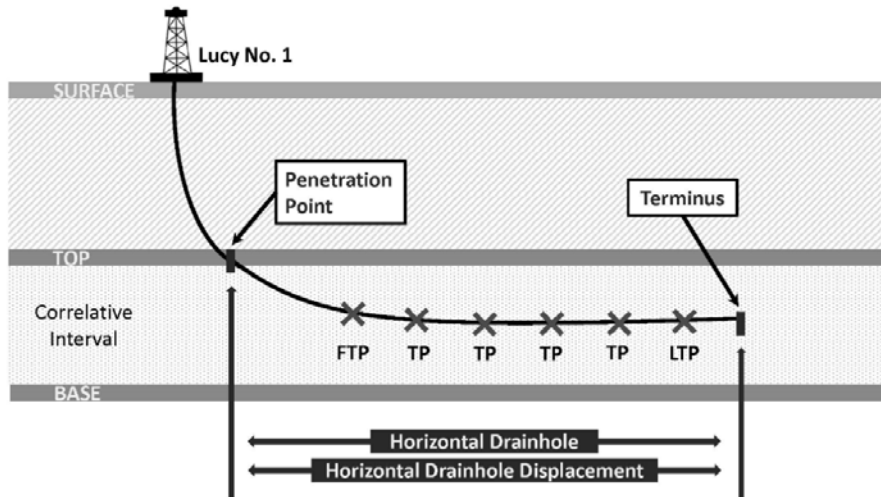 Lucy No. 1
SURFACE
Penetration
Point
Terminus
TOP
Correlative
Interval
FTP TP TP TP TP LTP
BASE
Horizontal Drainhole
Horizontal Drainhole Displacement